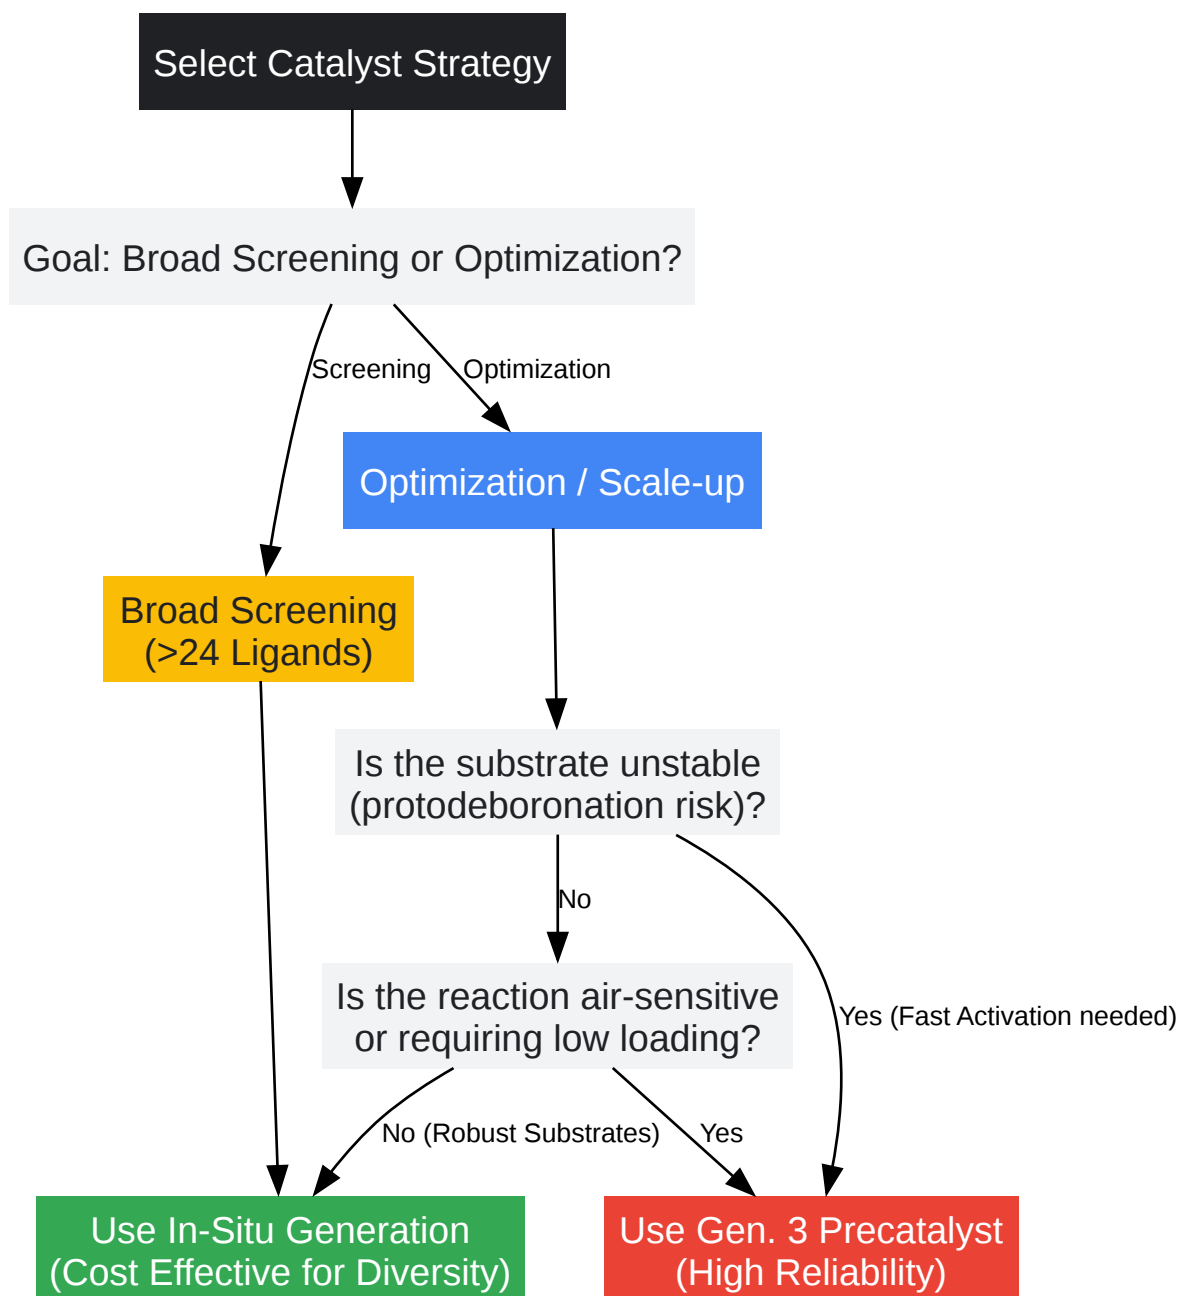 Select Catalyst Strategy
Goal: Broad Screening or Optimization?
Screening
Optimization
Optimization / Scale-up
Broad Screening
(>24 Ligands)
Is the substrate unstable
(protodeboronation risk)?
No
Is the reaction air-sensitive
or requiring low loading?
Yes (Fast Activation needed)
No (Robust Substrates)
Yes
Use In-Situ Generation
(Cost Effective for Diversity)
Use Gen. 3 Precatalyst
(High Reliability)